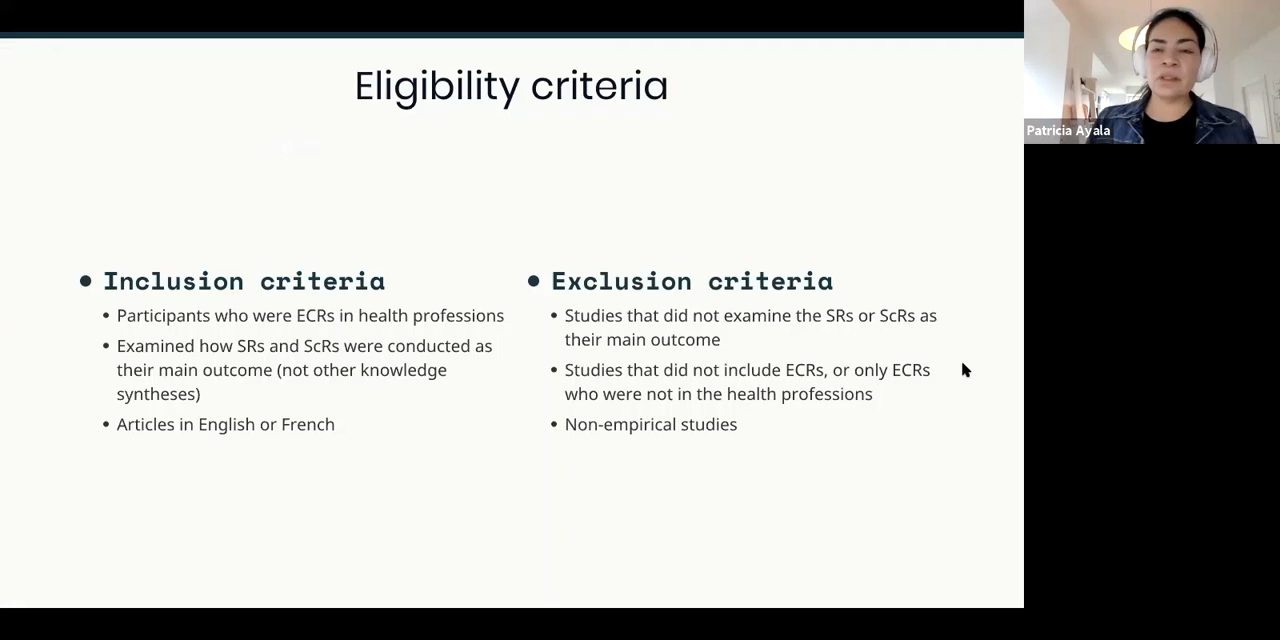 Eligibility criteria
Patricia Ayala
Inclusion criteria
Participants who were ECRs in health professions
Examined how SRs and ScRs were conducted as
their main outcome (not other knowledge
syntheses)
Articles in English or French
Exclusion criteria
Studies that did not examine the SRs or ScRs as
their main outcome
Studies that did not include ECRs, or only ECRs
who were not in the health professions
Non-empirical studies